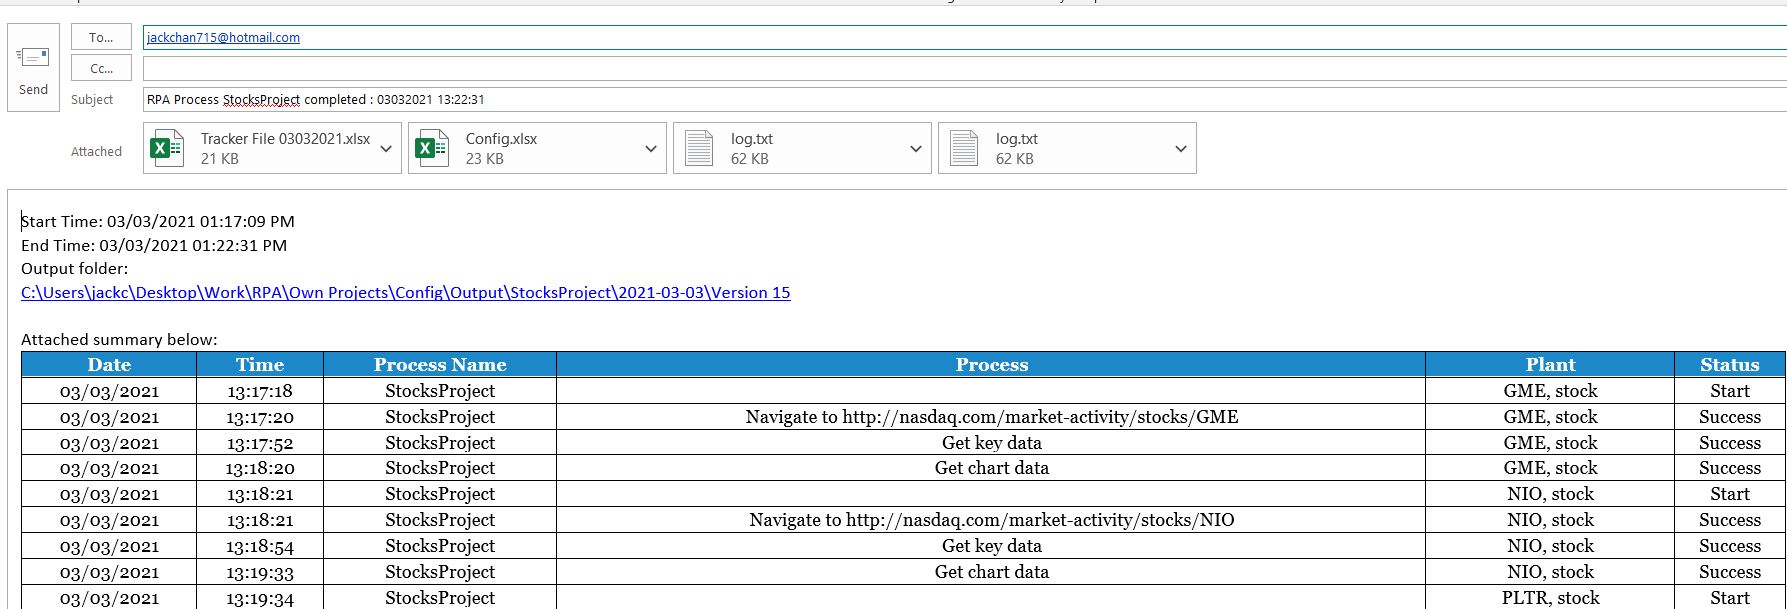 To...
jackchan715@hotmail.com
Cc...
Send
Subject
RPA Process StocksProject completed : 03032021 13:22:31
Attached
Tracker File 03032021.xlsx
21 KB
Config.xlsx
23 KB
log.txt
62 KB
log.txt
62 KB
Start Time: 03/03/2021 01:17:09 PM
End Time: 03/03/2021 01:22:31 PM
Output folder:
C:\Users\jackc\Desktop\Work\RPA\Own Projects\Config\Output\StocksProject\2021-03-03\Version 15
Attached summary below:
Date Time Process Name Process Plant Status
03/03/2021 13:17:18 StocksProject GME, stock Start
03/03/2021 13:17:20 StocksProject Navigate to http://nasdaq.com/market-activity/stocks/GME GME, stock Success
03/03/2021 13:17:52 StocksProject Get key data GME, stock Success
03/03/2021 13:18:20 StocksProject Get chart data GME, stock Success
03/03/2021 13:18:21 StocksProject NIO, stock Start
03/03/2021 13:18:21 StocksProject Navigate to http://nasdaq.com/market-activity/stocks/NIO NIO, stock Success
03/03/2021 13:18:54 StocksProject Get key data NIO, stock Success
03/03/2021 13:19:33 StocksProject Get chart data NIO, stock Success
03/03/2021 13:19:34 StocksProject PLTR, stock Start